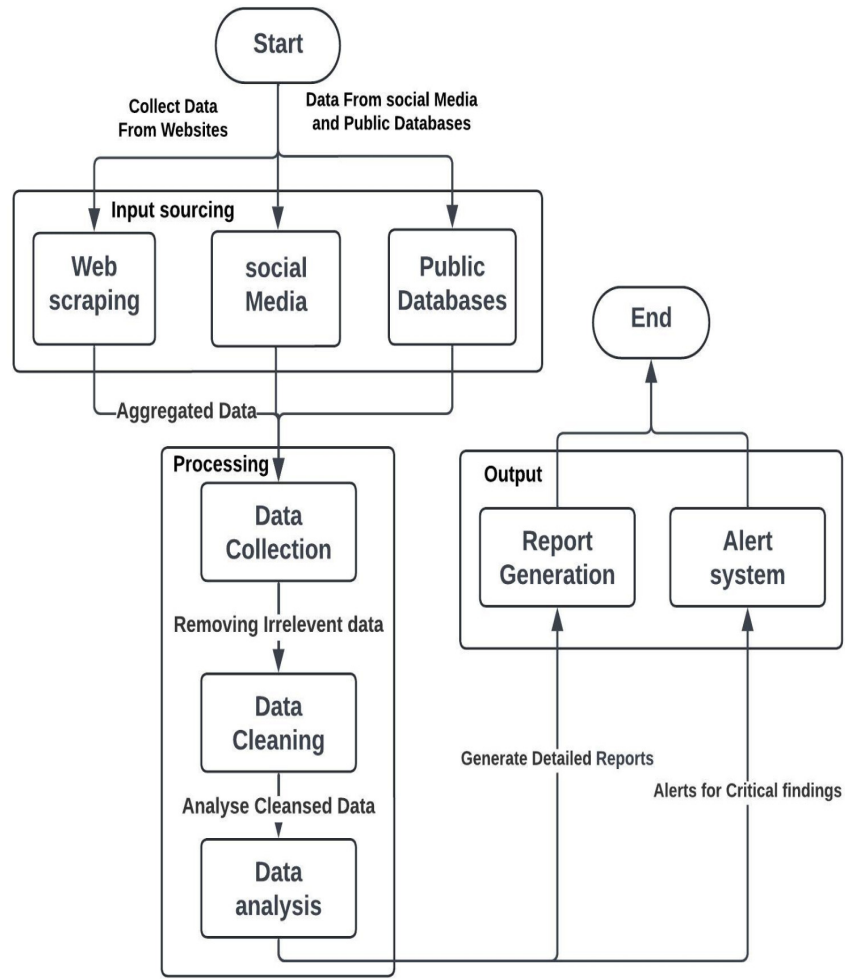 Start
Collect Data
From Websites
Data From social Media
and Public Databases
Input sourcing
Web
scraping
social
Media
Public
Databases
Aggregated Data
Processing
Data
Collection
Removing Irrelevent data
Data
Cleaning
Analyse Cleansed Data
Data
analysis
End
Output
Report
Generation
Alert
system
Generate Detailed Reports
Alerts for Critical findings